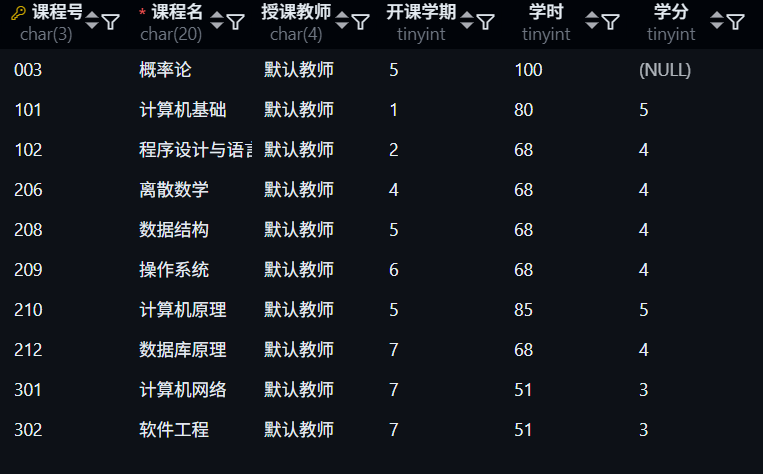 课程号 * 课程名 授课教师 开课学期 学时 学分
char(3) char(20) char(4) tinyint tinyint tinyint
003 概率论 默认教师 5 100 (NULL)
101 计算机基础 默认教师 1 80 5
102 程序设计与语言 默认教师 2 68 4
206 离散数学 默认教师 4 68 4
208 数据结构 默认教师 5 68 4
209 操作系统 默认教师 6 68 4
210 计算机原理 默认教师 5 85 5
212 数据库原理 默认教师 7 68 4
301 计算机网络 默认教师 7 51 3
302 软件工程 默认教师 7 51 3